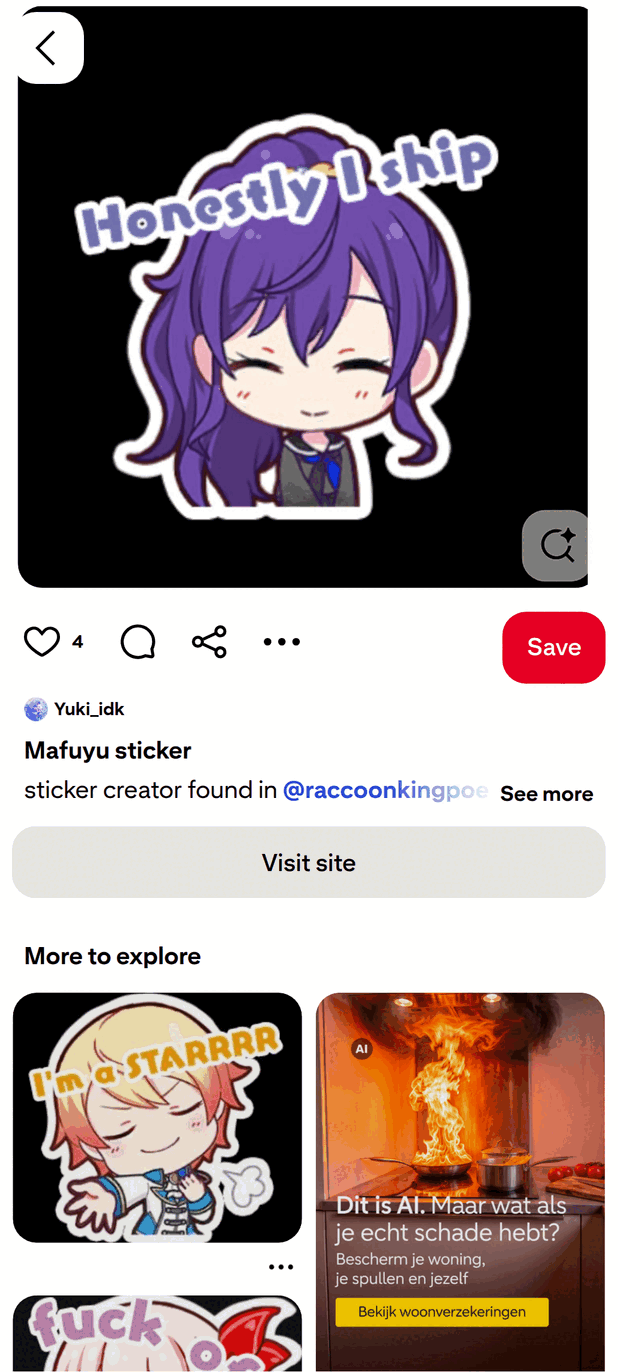 Honestly I ship
4
Save
Yuki_idk
Mafuyu sticker
sticker creator found in @raccoonkingpoe See more
Visit site
More to explore
I'm a STARRRR
AI
Dit is AI. Maar wat als
je echt schade hebt?
Bescherm je woning,
je spullen en jezelf
Bekijk woonverzekeringen
fuck